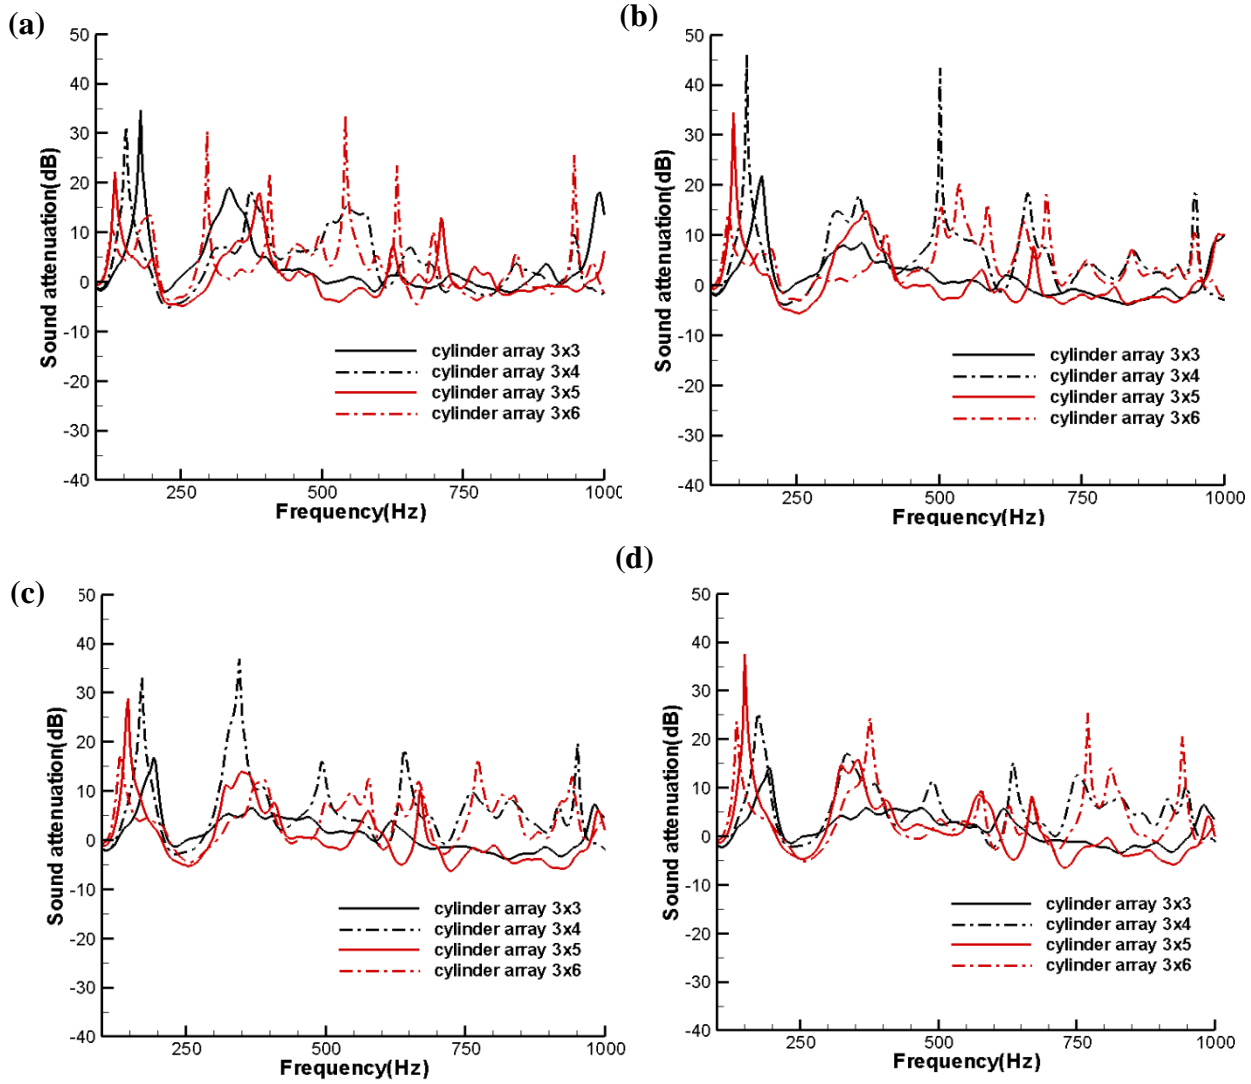 (a)
50
40
30
20
10
0
-10
-20
-30
-40
Sound attenuation(dB)
250
500
750
1000
Frequency(Hz)
cylinder array 3x3
cylinder array 3x4
cylinder array 3x5
cylinder array 3x6
(b)
50
40
30
20
10
0
-10
-20
-30
-40
Sound attenuation(dB)
250
500
750
1000
Frequency(Hz)
cylinder array 3x3
cylinder array 3x4
cylinder array 3x5
cylinder array 3x6
(c)
50
40
30
20
10
0
-10
-20
-30
-40
Sound attenuation(dB)
250
500
750
1000
Frequency(Hz)
cylinder array 3x3
cylinder array 3x4
cylinder array 3x5
cylinder array 3x6
(d)
50
40
30
20
10
0
-10
-20
-30
-40
Sound attenuation(dB)
250
500
750
1000
Frequency(Hz)
cylinder array 3x3
cylinder array 3x4
cylinder array 3x5
cylinder array 3x6